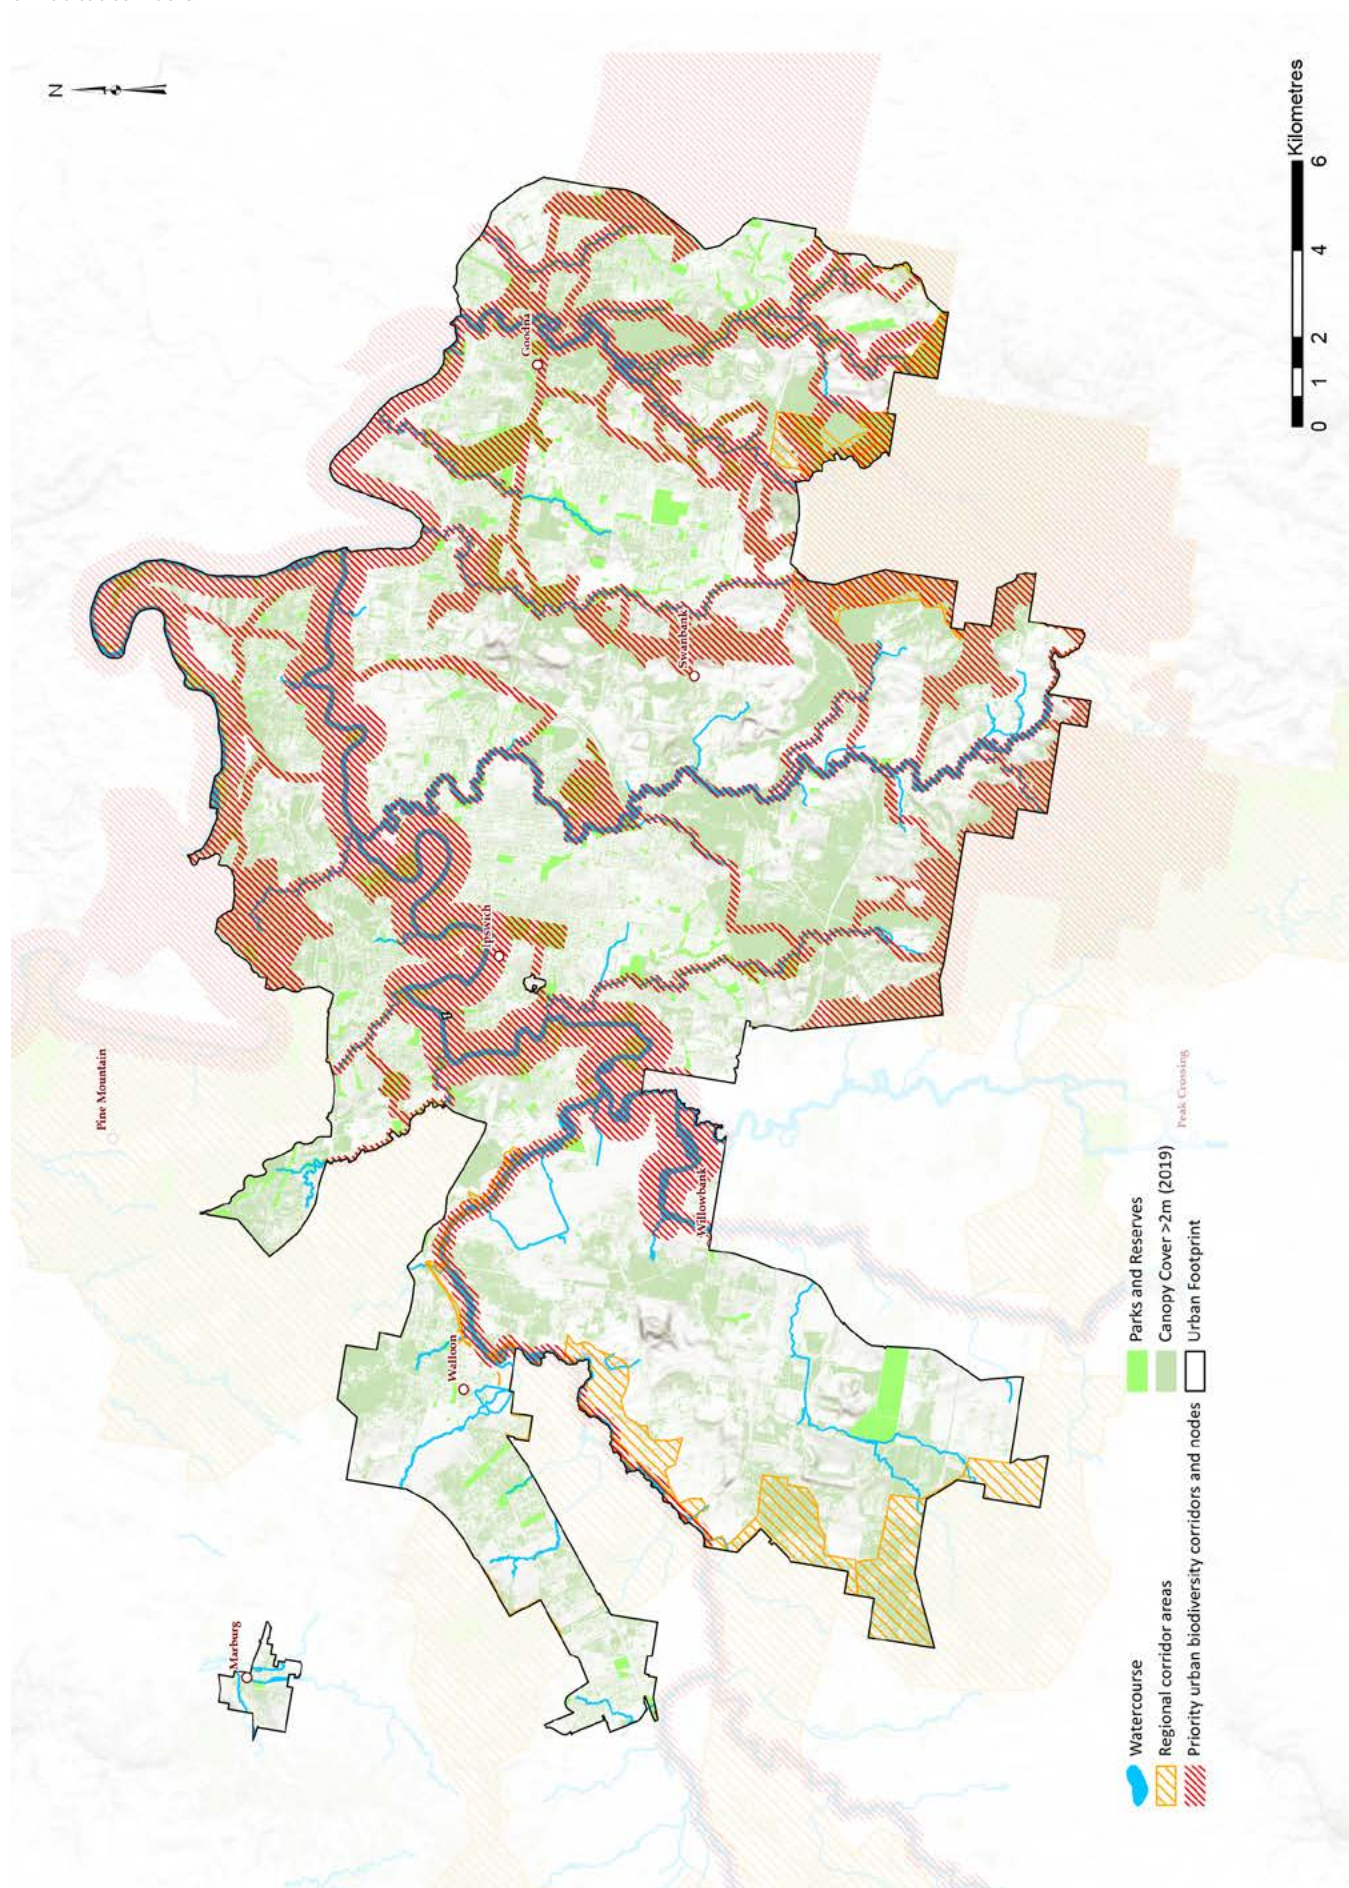 N
Pine Mountain
Marburg
Walloon
Ipswich
Goodna
Swanbank
Willowbank
Peak Crossing
Watercourse
Regional corridor areas
Priority urban biodiversity corridors and nodes
Parks and Reserves
Canopy Cover >2m (2019)
Urban Footprint
0 1 2 4 6
Kilometres